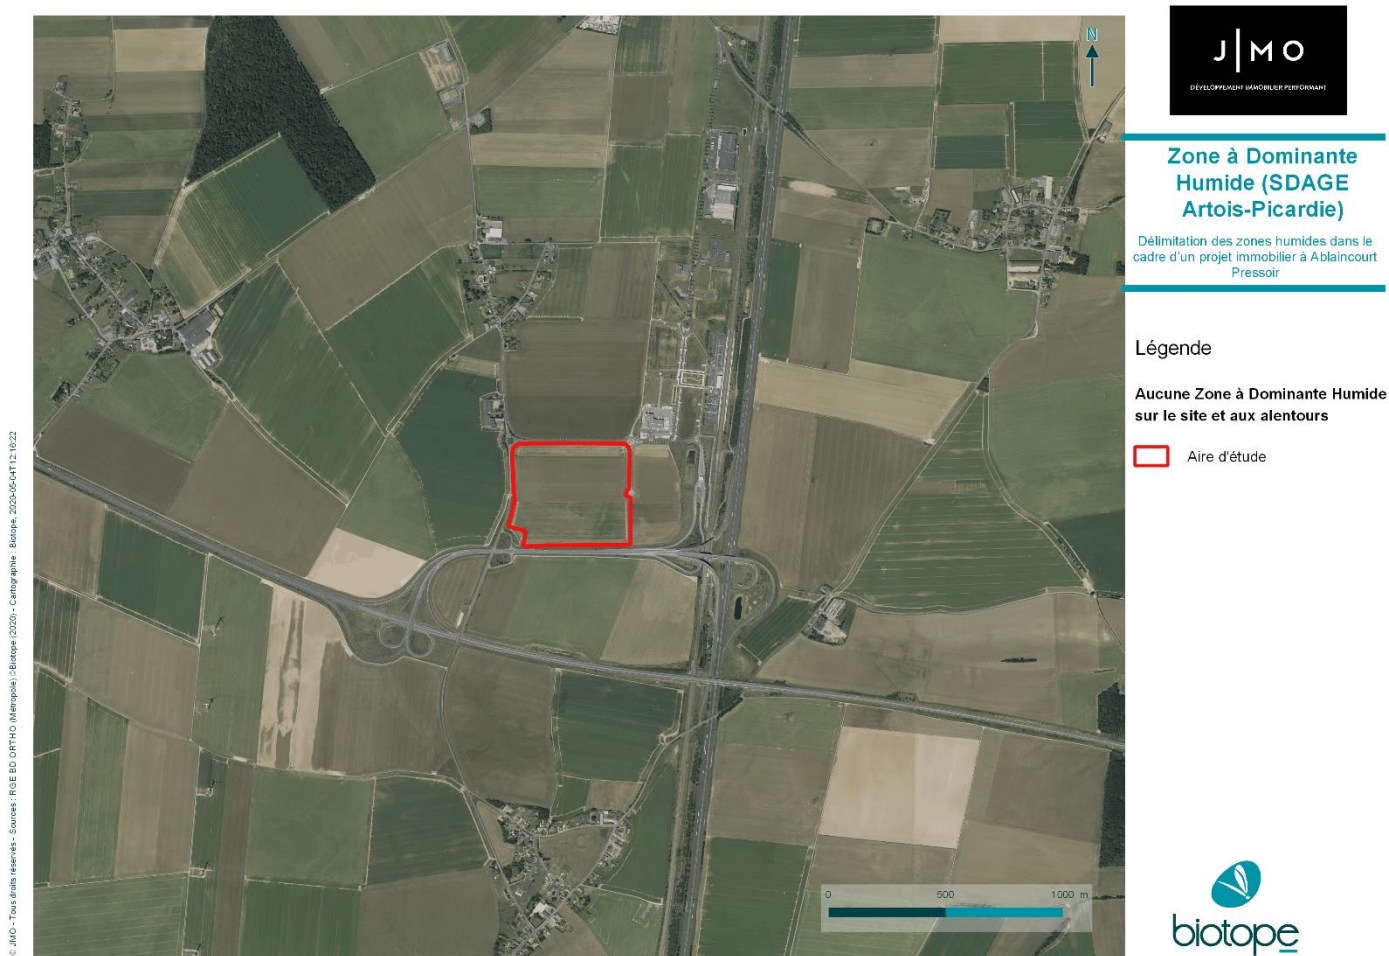 N
J|MO
DÉVELOPPEMENT IMMOBILIER PERFORMANT
Zone à Dominante
Humide (SDAGE
Artois-Picardie)
Délimitation des zones humides dans le
cadre d'un projet immobilier à Ablaincourt
Pressoir
Légende
Aucune Zone à Dominante Humide
sur le site et aux alentours
Aire d'étude
0 500 1000 m
biotope
© JMO - Tous droits réservés - Sources : RGE BD ORTHO (Métropole) ©Biotope (2020) - Cartographie : Biotope, 2020-05-04T12:16:22